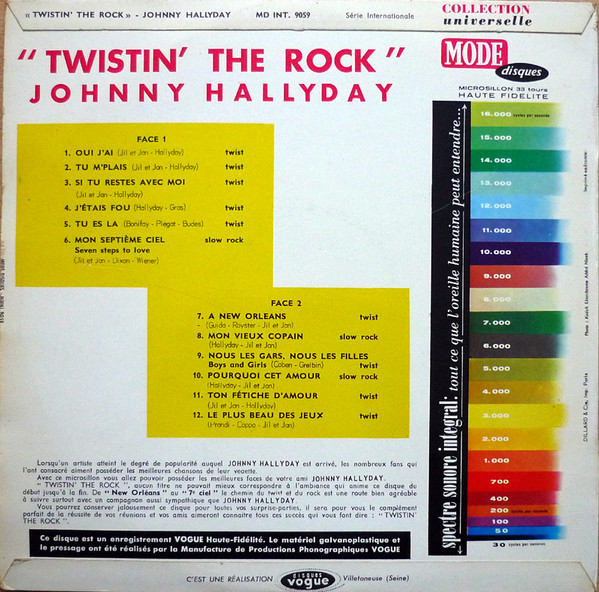 « TWISTIN' THE ROCK » - JOHNNY HALLYDAY MD INT. 9059 Série Internationale
COLLECTION
universelle
" TWISTIN' THE ROCK "
JOHNNY HALLYDAY
MODE
disques
MICROSILLON 33 tours
HAUTE FIDELITE
FACE 1
1. OUI J'AI (Jil et Jan - Hallyday) twist
2. TU M'PLAIS (Jil et Jan - Hallyday) twist
3. SI TU RESTES AVEC MOI twist
(Jil et Jan - Hallyday)
4. J'ÉTAIS FOU (Hallyday - Gras) twist
5. TU ES LA (Bonifay - Plegat - Budes) twist
6. MON SEPTIÈME CIEL slow rock
Seven steps to love
(Jil et Jan - Dixan - Wiener)
FACE 2
7. A NEW ORLEANS twist
(Guida - Royster - Jil et Jan)
8. MON VIEUX COPAIN slow rock
(Hallyday - Jil et Jan)
9. NOUS LES GARS, NOUS LES FILLES
Boys and Girls (Caban - Grelbin) twist
10. POURQUOI CET AMOUR slow rock
(Hallyday - Jil et Jan)
11. TON FÉTICHE D'AMOUR twist
(Jil et Jan - Hallyday)
12. LE PLUS BEAU DES JEUX twist
(Prandi - Coppo - Jil et Jan)
spectre sonore integral: tout ce que l'oreille humaine peut entendre...
16.000 cycles par seconde
15.000
14.000
13.000
12.000
11.000
10.000
9.000
8.000
7.000
6.000
5.000
4.000
3.000
2.000
1.000
700
400
200 cycles par seconde
100
50
30 cycles par seconde
DILLARD & Cie, Imp. Paris
Lorsqu'un artiste atteint le degré de popularité auquel JOHNNY HALLYDAY est arrivé, les nombreux fans qui
l'ont consacré aiment posséder les meilleures chansons de leur vedette.
Avec ce microsillon vous allez pouvoir posséder les meilleures faces de votre ami JOHNNY HALLYDAY.
" TWISTIN' THE ROCK ", aucun titre ne pouvait mieux correspondre à l'ambiance qui anime ce disque du
début jusqu'à la fin. De " New Orléans " au " 7e ciel " le chemin du twist et du rock est une route bien agréable
à suivre surtout avec un compagnon aussi sympathique que JOHNNY HALLYDAY.
Vous pourrez conserver jalousement ce disque pour toutes vos surprise-parties, il sera pour vous le complément
parfait de la réussite de vos réunions et vos amis aimeront connaître tous ces succès qui vous font dire : " TWISTIN'
THE ROCK ".
Ce disque est un enregistrement VOGUE Haute-Fidélité. Le matériel galvanoplastique et
le pressage ont été réalisés par la Manufacture de Productions Phonographiques VOGUE
C'EST UNE RÉALISATION disques vogue Villetaneuse (Seine)